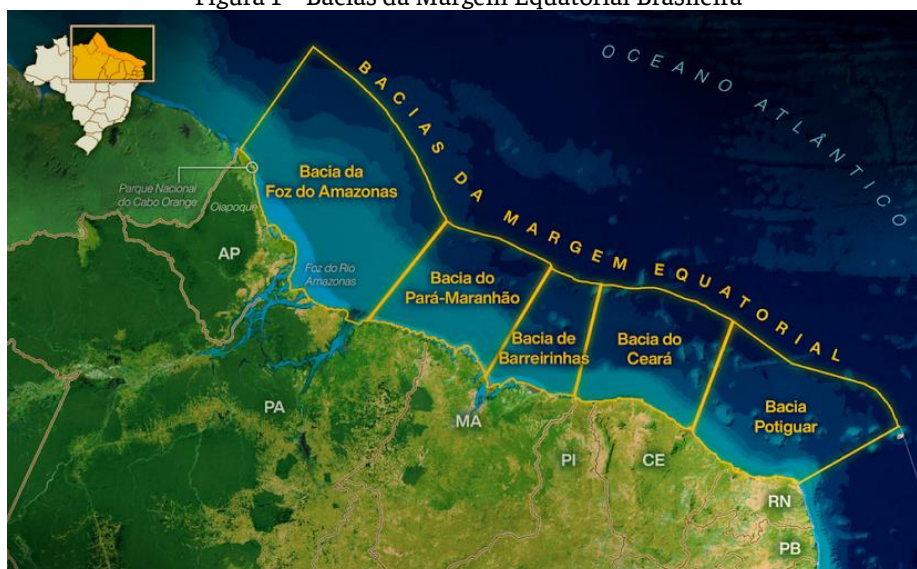 Figura 1 – Bacias da Margem Equatorial Brasileira
OCEANO ATLÂNTICO
BACIAS DA MARGEM EQUATORIAL
Bacia da
Foz do Amazonas
Parque Nacional
do Cabo Orange
Oiapoque
AP
Foz do Rio
Amazonas
Bacia do
Pará-Maranhão
Bacia de
Barreirinhas
Bacia do
Ceará
Bacia
Potiguar
PA
MA
PI
CE
RN
PB